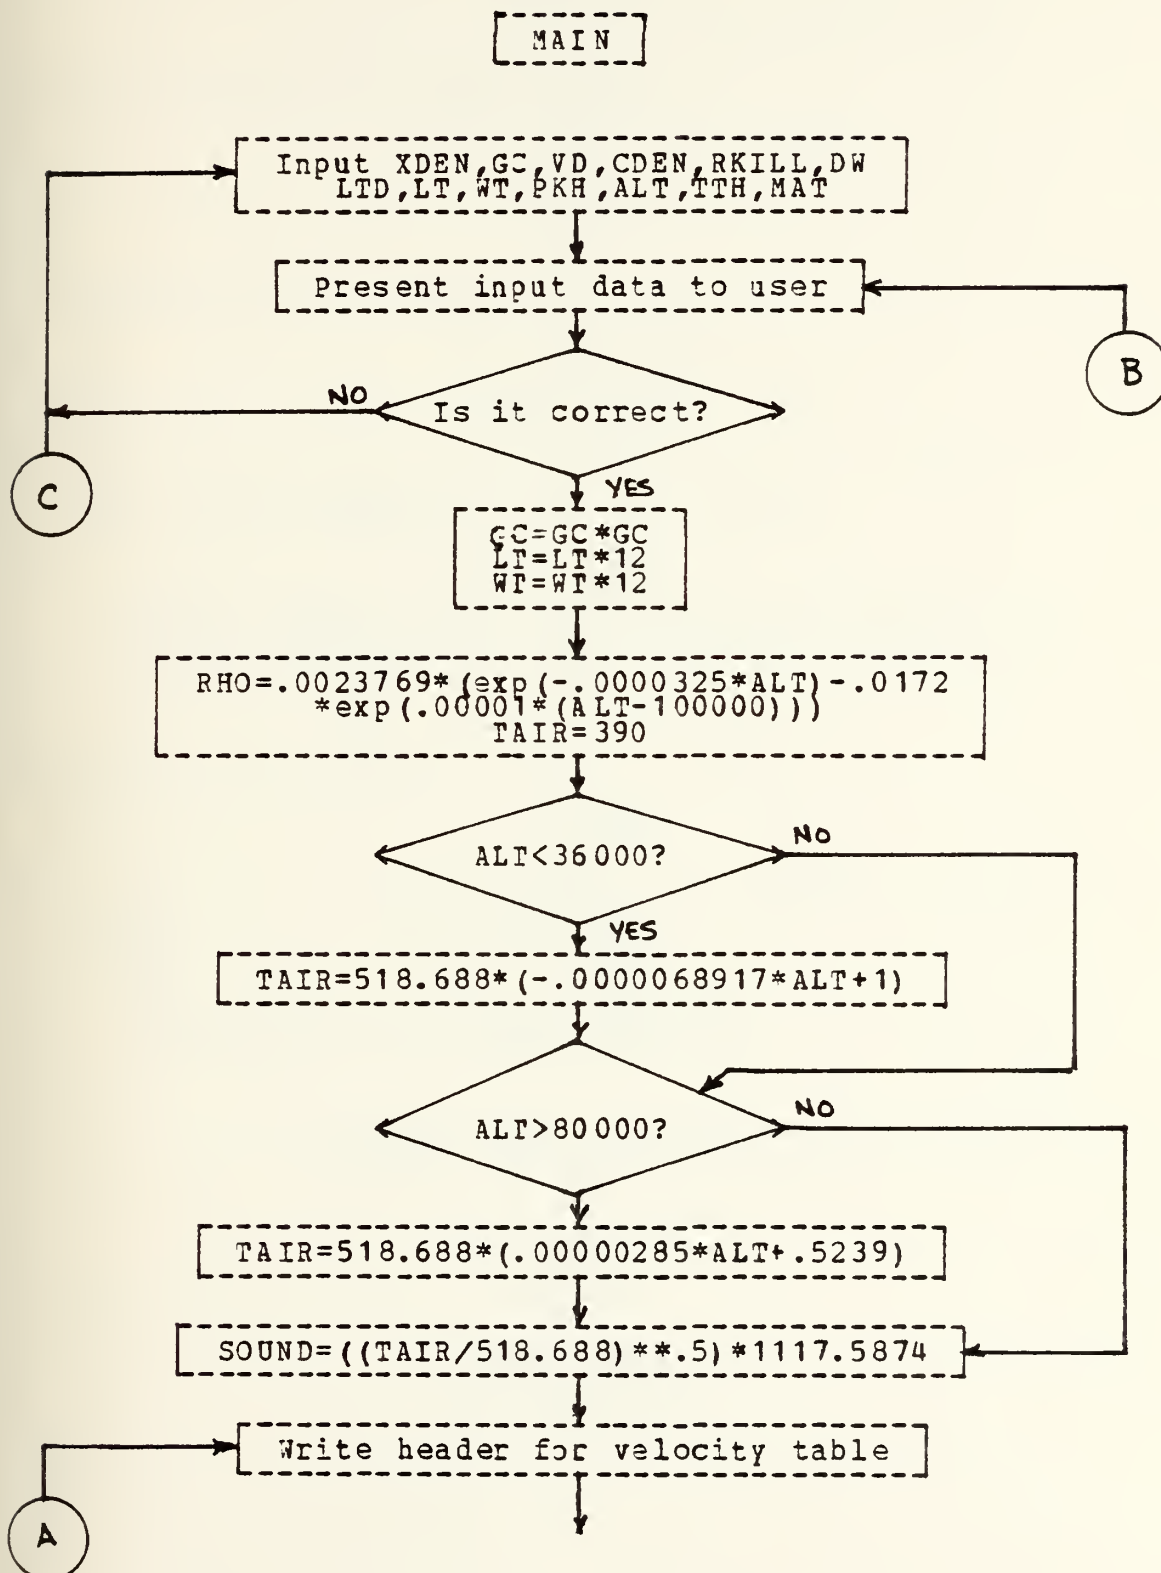 MAIN
Input XDEN,GC,VD,CDEN,RKILL,DW
LTD,LT,WT,PKH,ALT,TTH,MAT
Present input data to user
B
NO
Is it correct?
C
YES
GC=GC*GC
LT=LT*12
WT=WT*12
RHO=.0023769*(exp(-.0000325*ALT)-.0172
*exp(.00001*(ALT-100000)))
TAIR=390
NO
ALT<36000?
YES
TAIR=518.688*(-.0000068917*ALT+1)
NO
ALT>80000?
TAIR=518.688*(.00000285*ALT+.5239)
SOUND=((TAIR/518.688)**.5)*1117.5874
Write header for velocity table
A